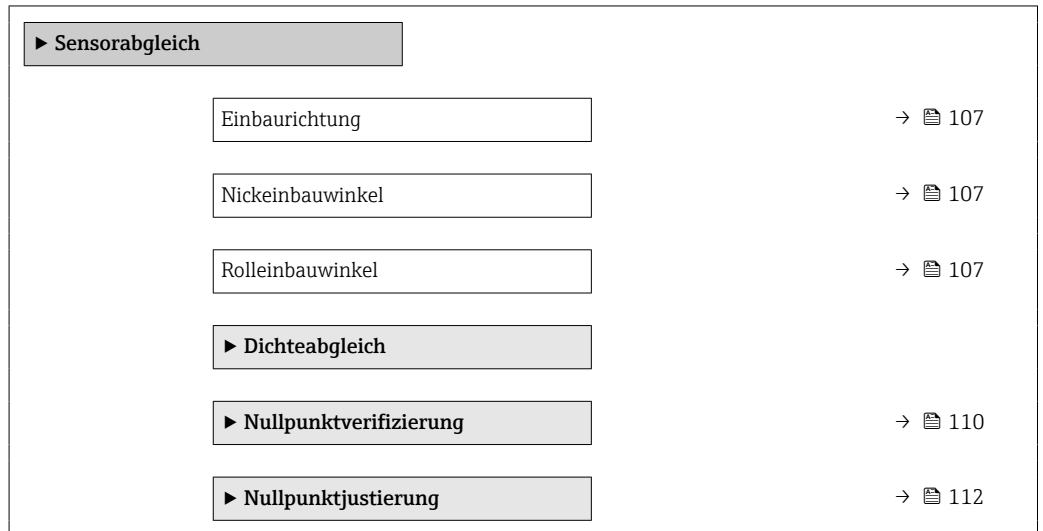 ▶ Sensorabgleich
Einbaurichtung → 107
Nickeinbauwinkel → 107
Rolleinbauwinkel → 107
▶ Dichteabgleich
▶ Nullpunktverifizierung → 110
▶ Nullpunktjustierung → 112